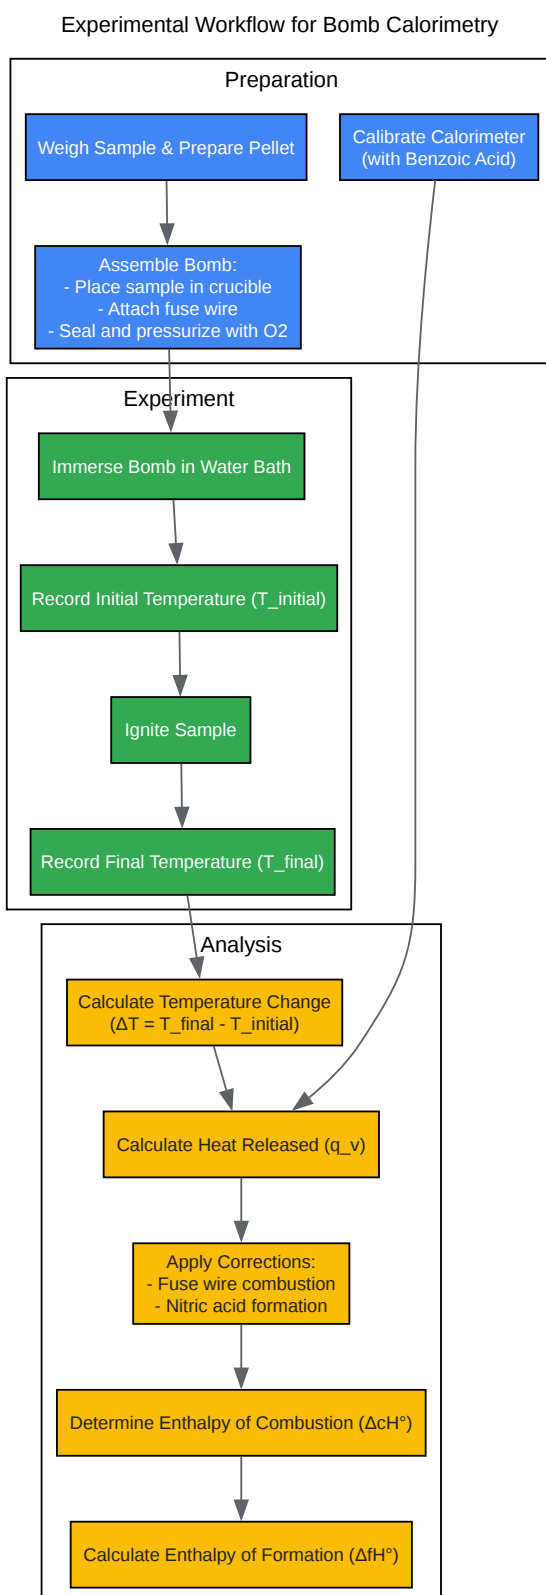 Experimental Workflow for Bomb Calorimetry
Preparation
Weigh Sample & Prepare Pellet
Calibrate Calorimeter
(with Benzoic Acid)
Assemble Bomb:
- Place sample in crucible
- Attach fuse wire
- Seal and pressurize with O2
Experiment
Immerse Bomb in Water Bath
Record Initial Temperature (T_initial)
Ignite Sample
Record Final Temperature (T_final)
Analysis
Calculate Temperature Change
(ΔT = T_final - T_initial)
Calculate Heat Released (q_v)
Apply Corrections:
- Fuse wire combustion
- Nitric acid formation
Determine Enthalpy of Combustion (ΔcH°)
Calculate Enthalpy of Formation (ΔfH°)